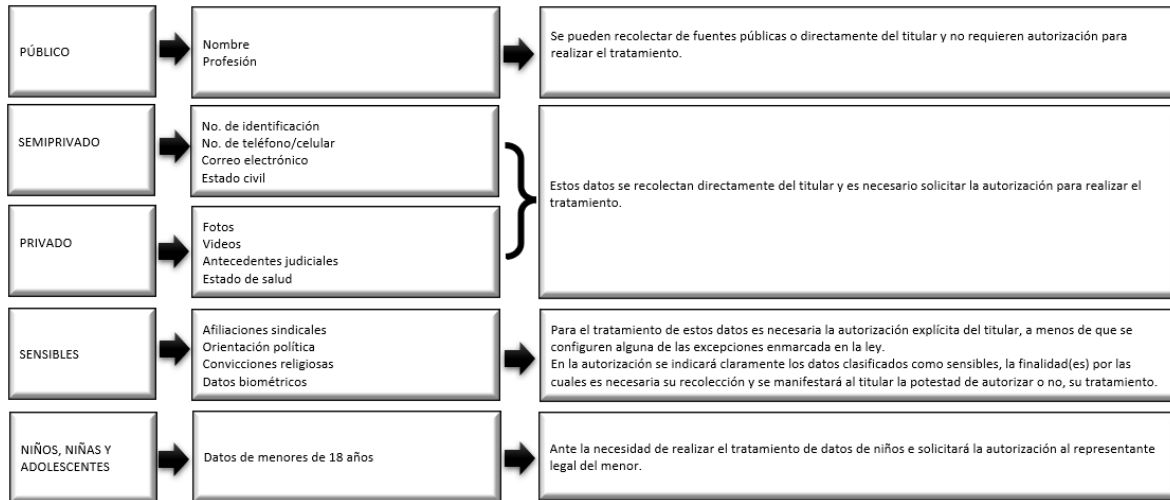 PÚBLICO
Nombre
Profesión
Se pueden recolectar de fuentes públicas o directamente del titular y no requieren autorización para
realizar el tratamiento.
SEMIPRIVADO
No. de identificación
No. de teléfono/celular
Correo electrónico
Estado civil
PRIVADO
Fotos
Videos
Antecedentes judiciales
Estado de salud
Estos datos se recolectan directamente del titular y es necesario solicitar la autorización para realizar el
tratamiento.
SENSIBLES
Afiliaciones sindicales
Orientación política
Convicciones religiosas
Datos biométricos
Para el tratamiento de estos datos es necesaria la autorización explícita del titular, a menos de que se
configuren alguna de las excepciones enmarcada en la ley.
En la autorización se indicará claramente los datos clasificados como sensibles, la finalidad(es) por las
cuales es necesaria su recolección y se manifestará al titular la potestad de autorizar o no, su tratamiento.
NIÑOS, NIÑAS Y
ADOLESCENTES
Datos de menores de 18 años
Ante la necesidad de realizar el tratamiento de datos de niños e solicitará la autorización al representante
legal del menor.